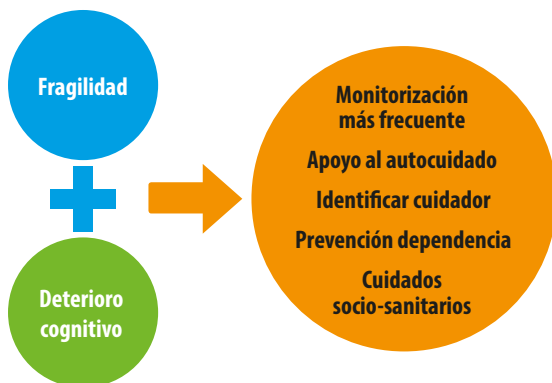 Fragilidad
Deterioro
cognitivo
Monitorización
más frecuente
Apoyo al autocuidado
Identificar cuidador
Prevención dependencia
Cuidados
socio-sanitarios